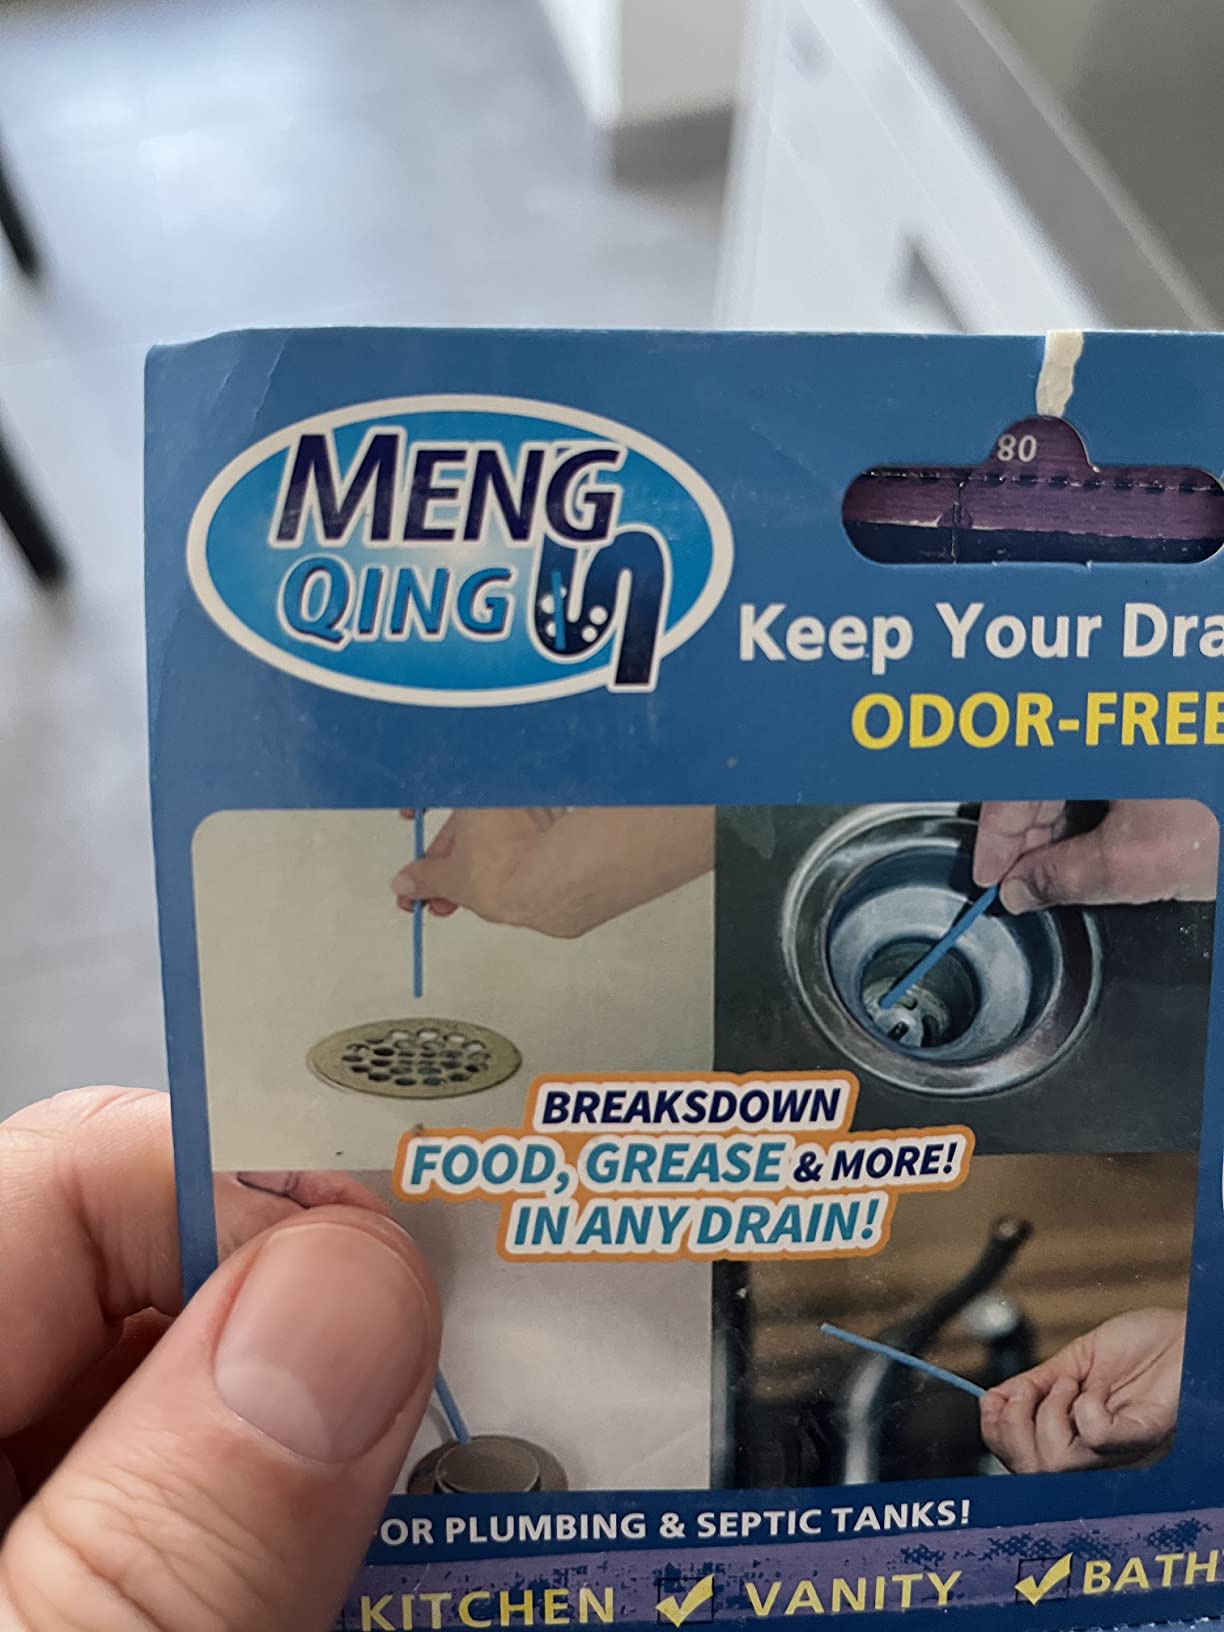 MENG
QING
80
Keep Your Dra
ODOR-FREE
BREAKSDOWN
FOOD, GREASE & MORE!
IN ANY DRAIN!
OR PLUMBING & SEPTIC TANKS!
KITCHEN VANITY BATH